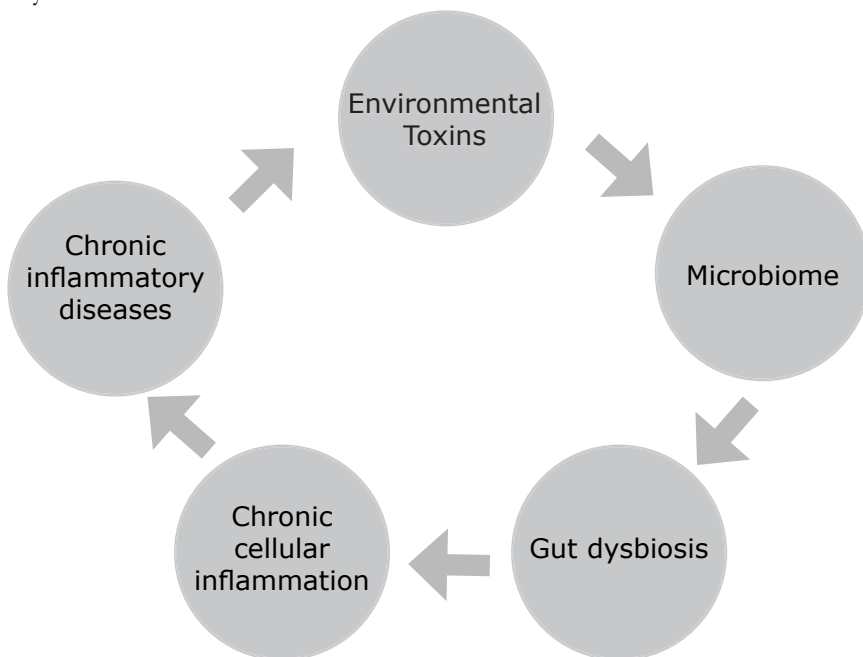 Environmental
Toxins
Microbiome
Gut dysbiosis
Chronic
cellular
inflammation
Chronic
inflammatory
diseases